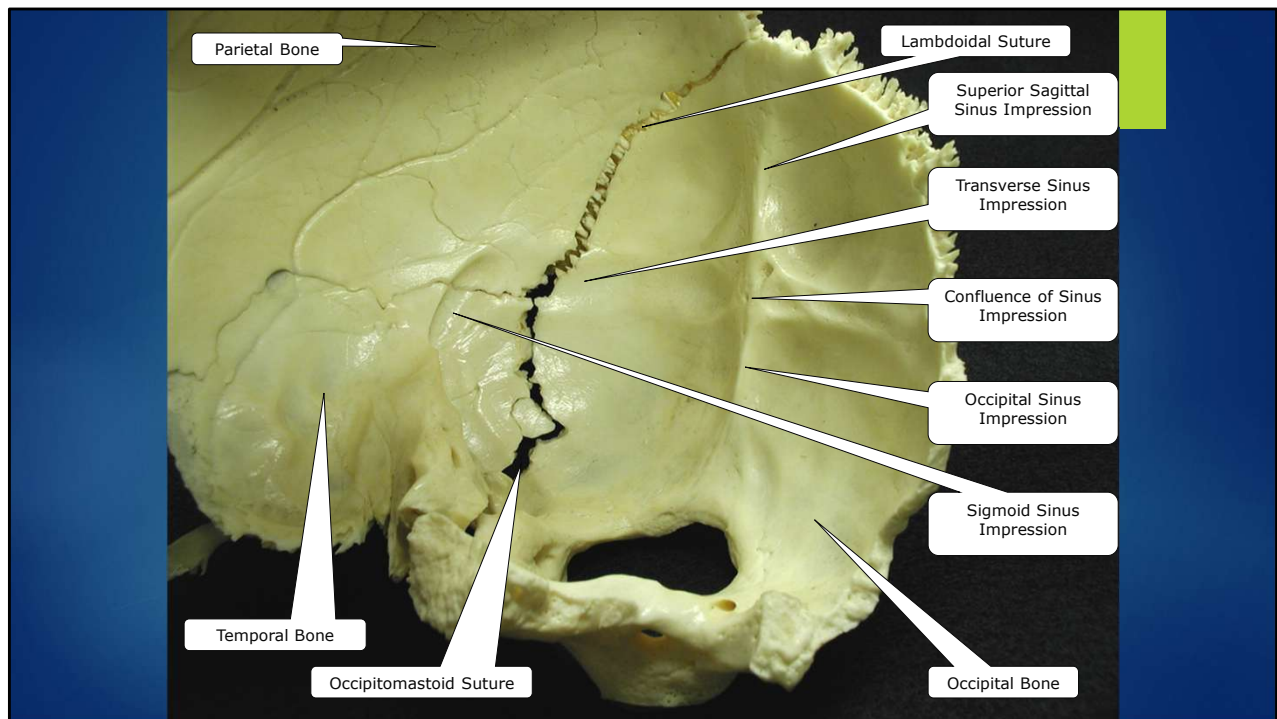 Parietal Bone
Lambdoidal Suture
Superior Sagittal
Sinus Impression
Transverse Sinus
Impression
Confluence of Sinus
Impression
Occipital Sinus
Impression
Sigmoid Sinus
Impression
Temporal Bone
Occipitomastoid Suture
Occipital Bone